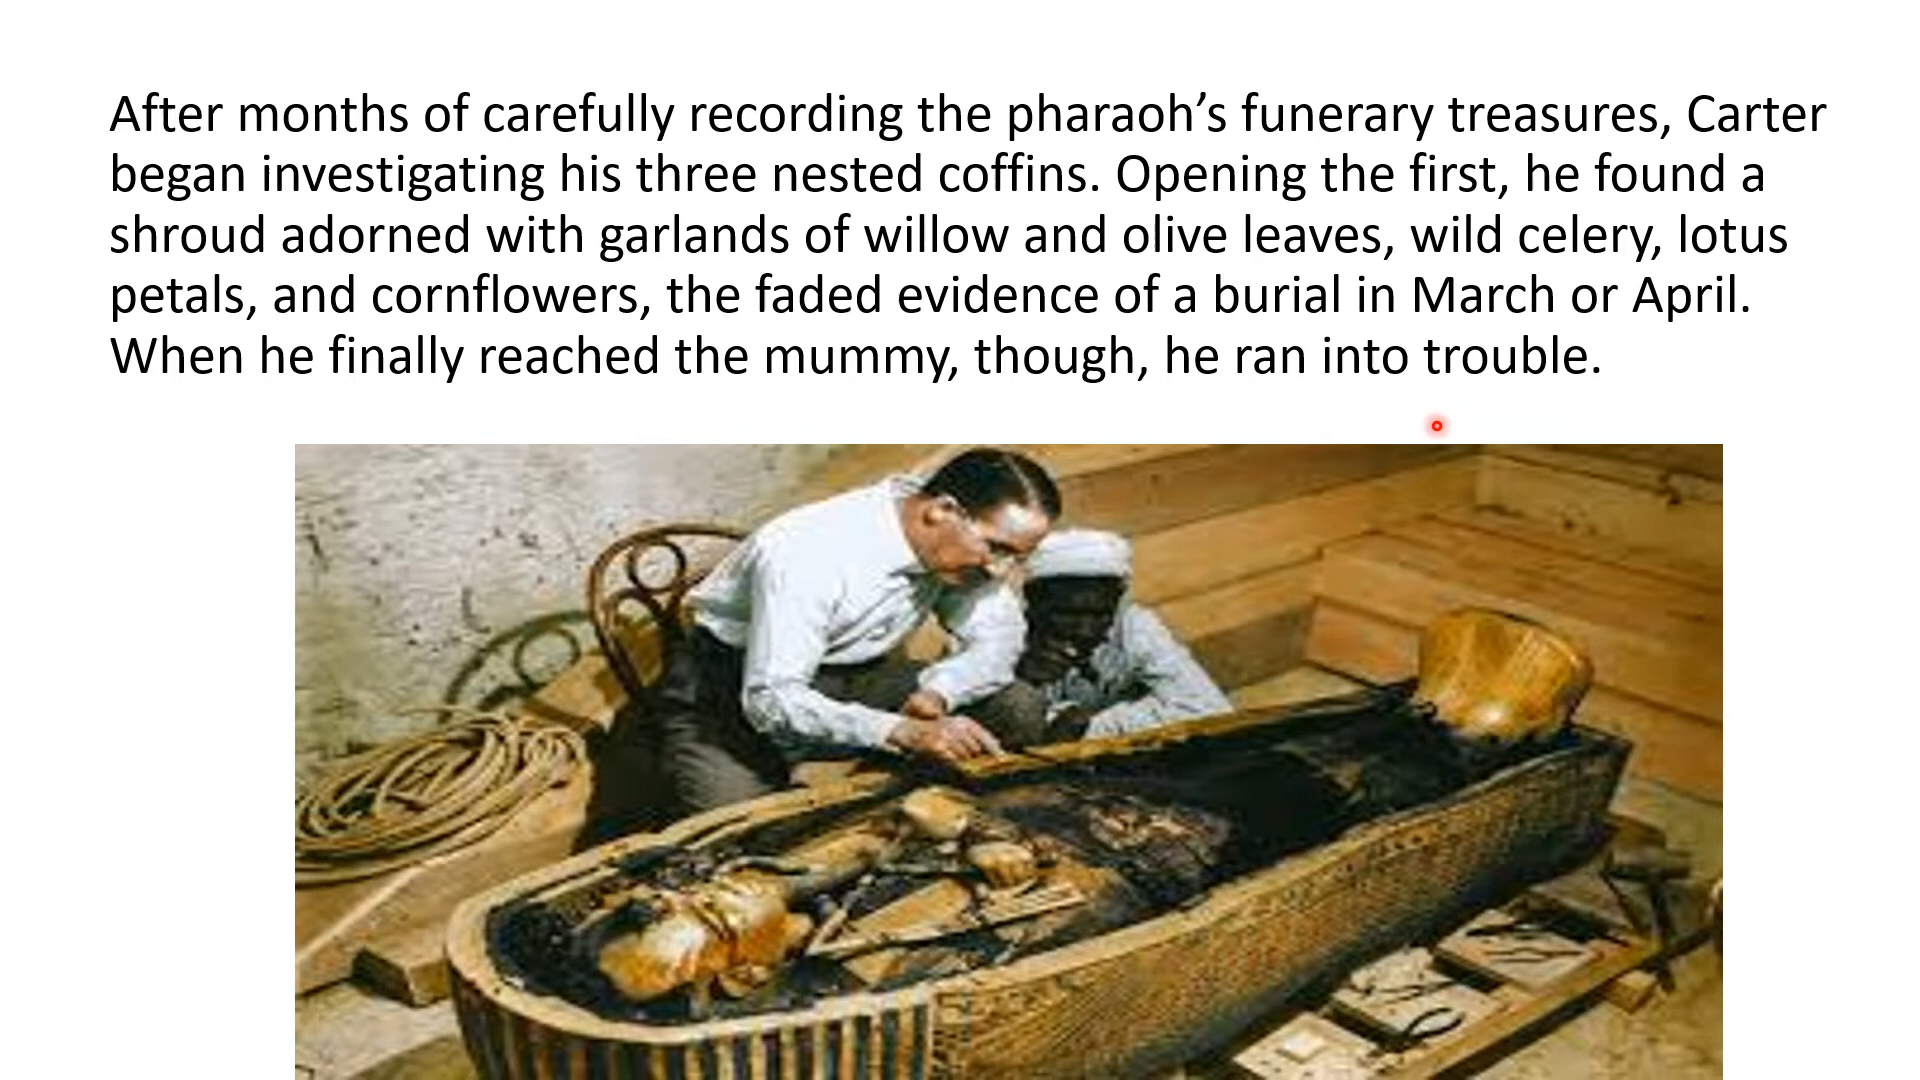 After months of carefully recording the pharaoh’s funerary treasures, Carter
began investigating his three nested coffins. Opening the first, he found a
shroud adorned with garlands of willow and olive leaves, wild celery, lotus
petals, and cornflowers, the faded evidence of a burial in March or April.
When he finally reached the mummy, though, he ran into trouble.